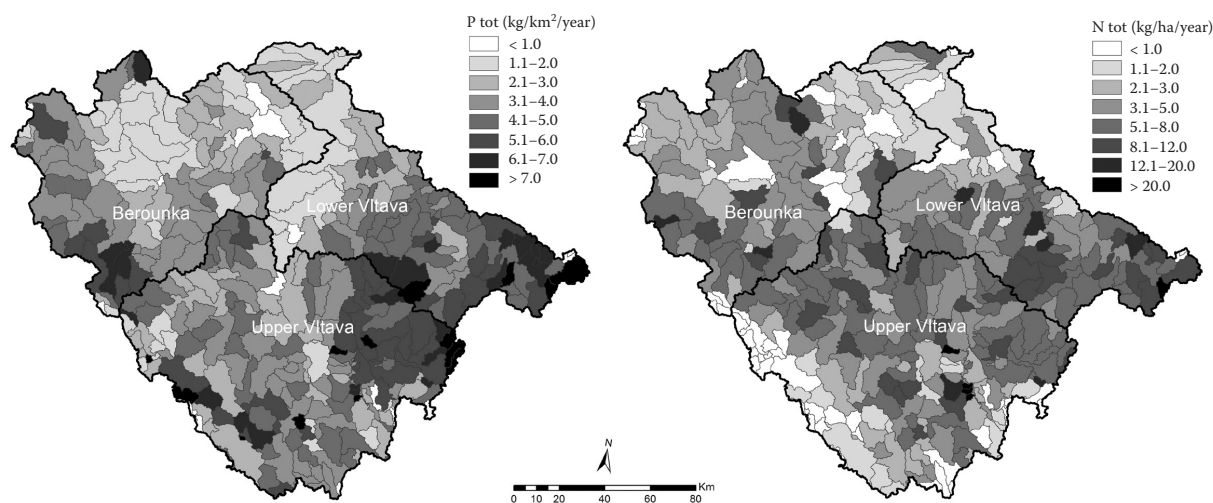 P tot (kg/km²/year)
< 1.0
1.1–2.0
2.1–3.0
3.1–4.0
4.1–5.0
5.1–6.0
6.1–7.0
> 7.0
Berounka
Lower Vltava
Upper Vltava
N tot (kg/ha/year)
< 1.0
1.1–2.0
2.1–3.0
3.1–5.0
5.1–8.0
8.1–12.0
12.1–20.0
> 20.0
Berounka
Lower Vltava
Upper Vltava
N
Km
0 5 10 20 40 60 80